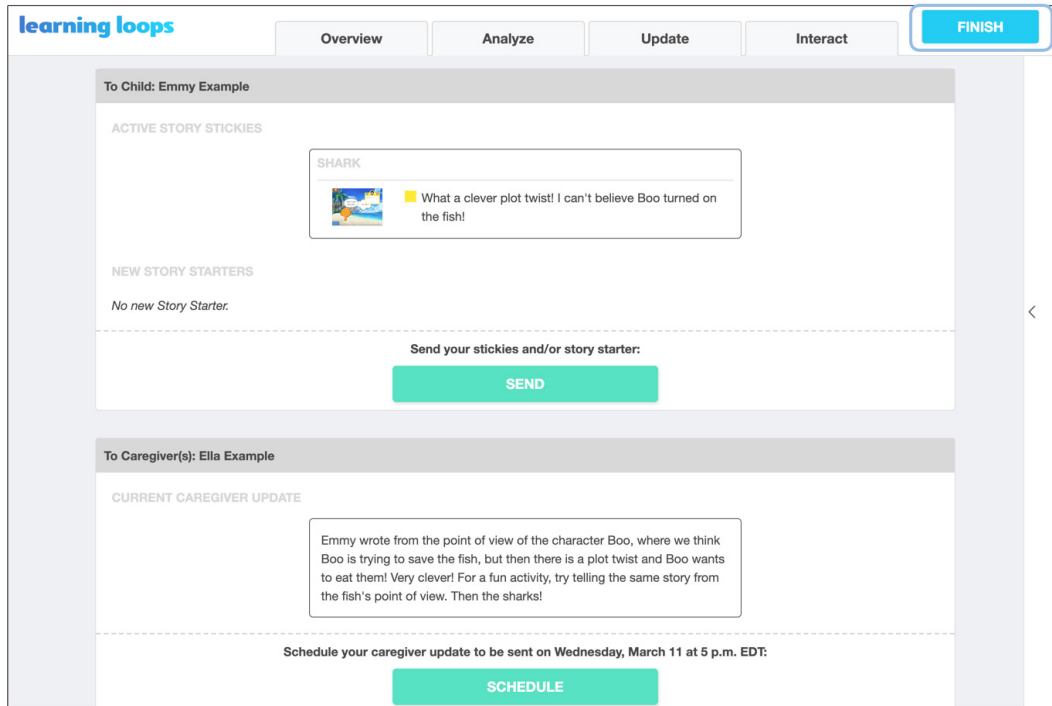 learning loops
Overview
Analyze
Update
Interact
FINISH
To Child: Emmy Example
ACTIVE STORY STICKIES
SHARK
What a clever plot twist! I can't believe Boo turned on
the fish!
NEW STORY STARTERS
No new Story Starter.
Send your stickies and/or story starter:
SEND
To Caregiver(s): Ella Example
CURRENT CAREGIVER UPDATE
Emmy wrote from the point of view of the character Boo, where we think
Boo is trying to save the fish, but then there is a plot twist and Boo wants
to eat them! Very clever! For a fun activity, try telling the same story from
the fish's point of view. Then the sharks!
Schedule your caregiver update to be sent on Wednesday, March 11 at 5 p.m. EDT:
SCHEDULE